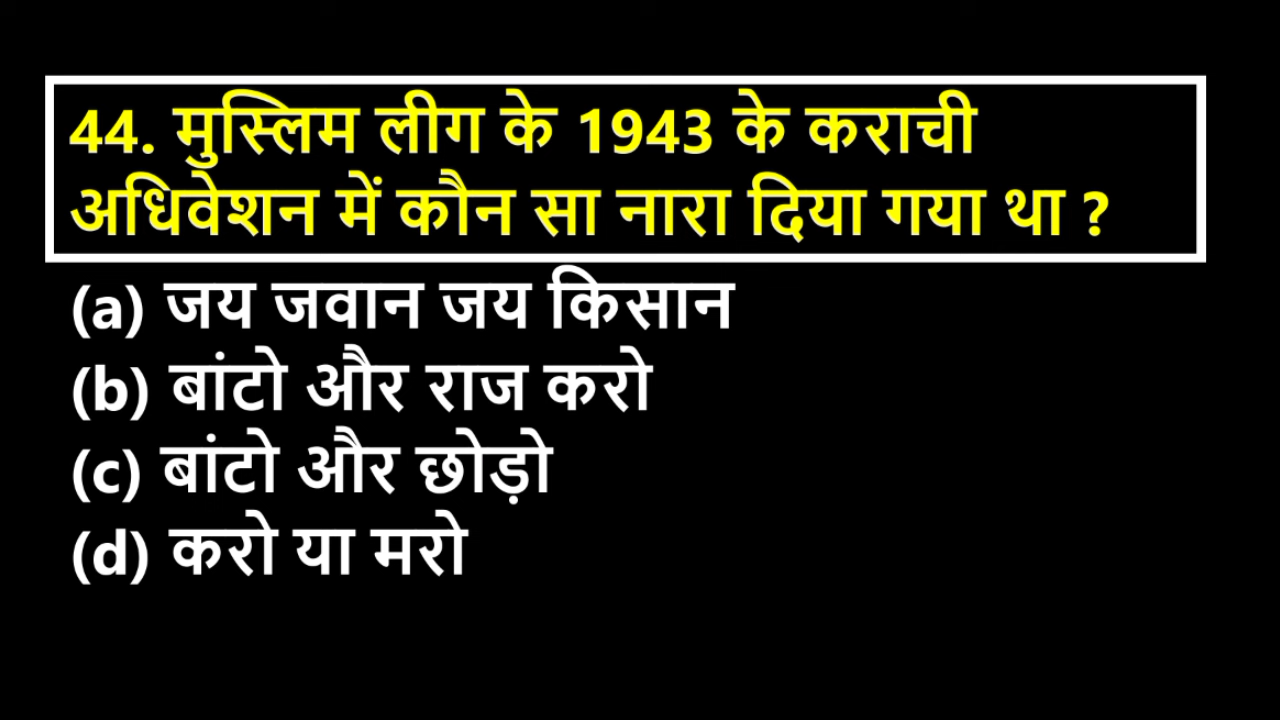 44. मुस्लिम लीग के 1943 के कराची
अधिवेशन में कौन सा नारा दिया गया था ?
(a) जय जवान जय किसान
(b) बांटो और राज करो
(c) बांटो और छोड़ो
(d) करो या मरो